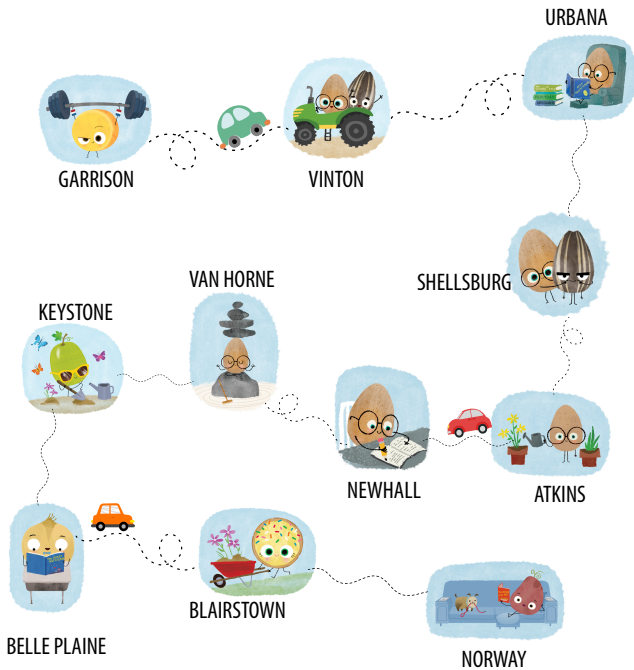 URBANA
GARRISON
VINTON
SHELLSBURG
VAN HORNE
KEYSTONE
NEWHALL
ATKINS
BLAIRSTOWN
BELLE PLAINE
NORWAY